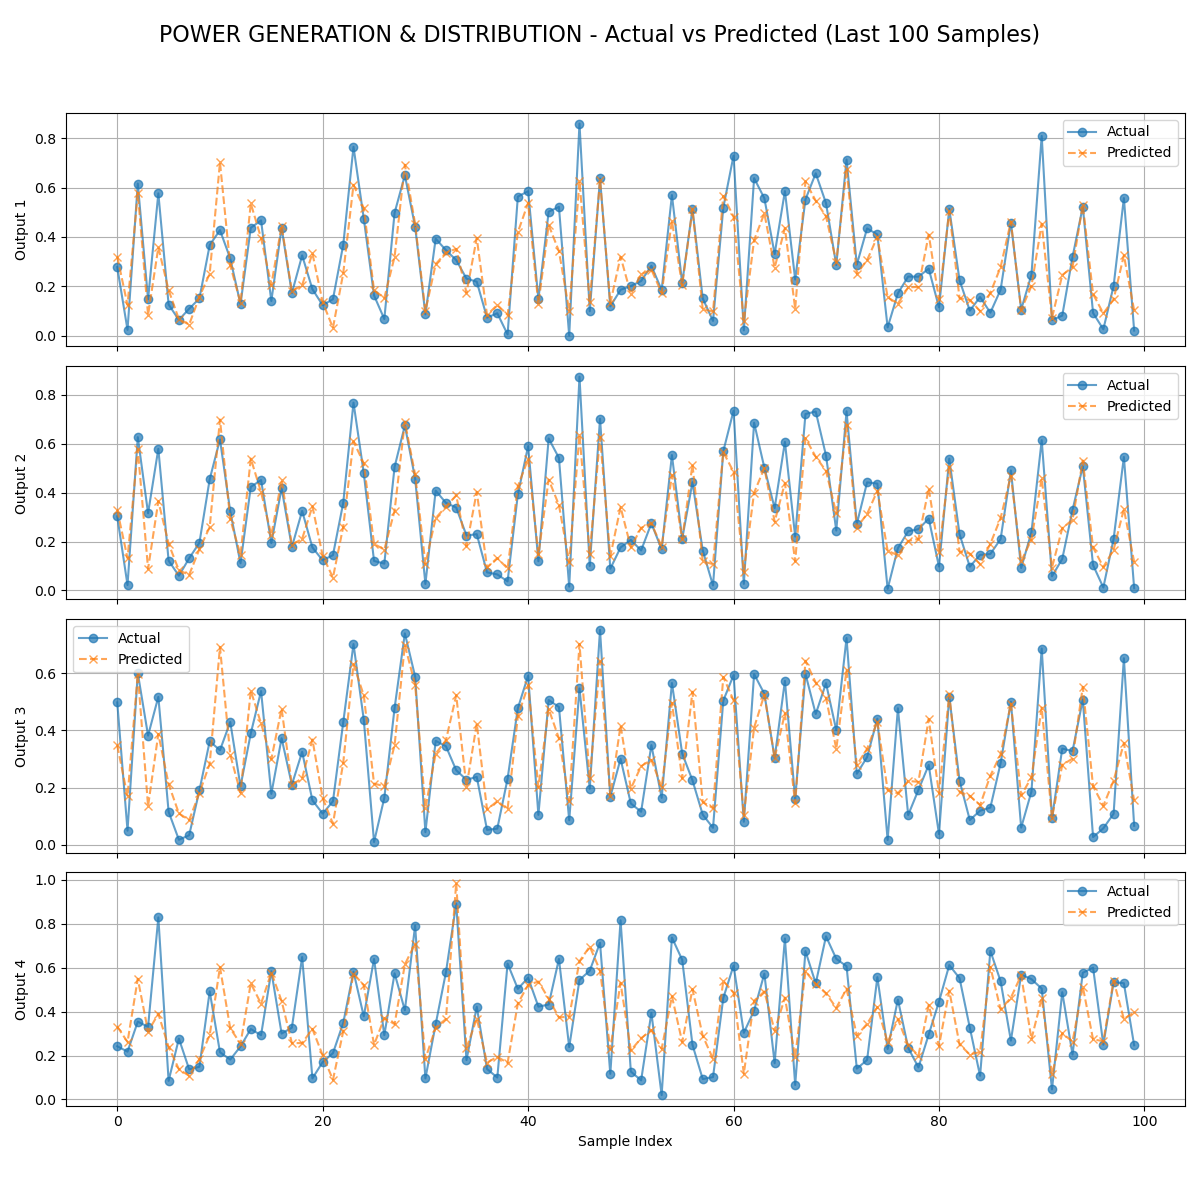 POWER GENERATION & DISTRIBUTION - Actual vs Predicted (Last 100 Samples)
Output 1
0.8
0.6
0.4
0.2
0.0
Actual
Predicted
Output 2
0.8
0.6
0.4
0.2
0.0
Actual
Predicted
Output 3
0.6
0.4
0.2
0.0
Actual
Predicted
Output 4
1.0
0.8
0.6
0.4
0.2
0.0
Actual
Predicted
0 20 40 60 80 100
Sample Index